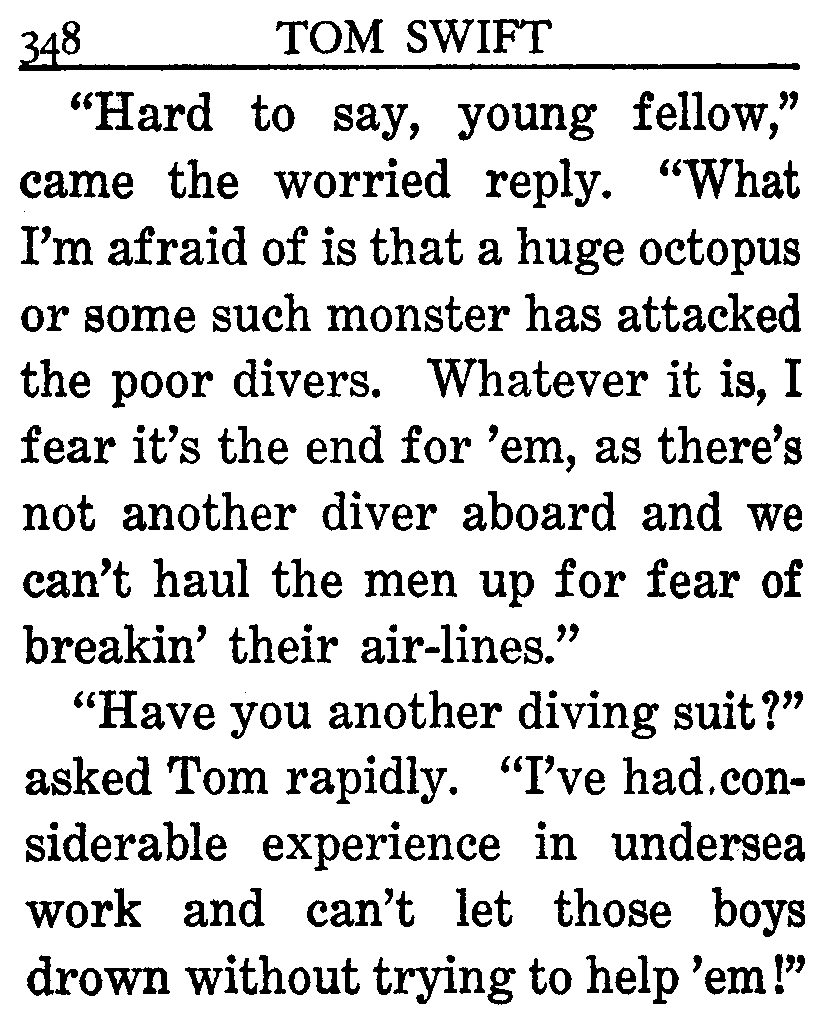 348 TOM SWIFT
“Hard to say, young fellow,”
came the worried reply. “What
I’m afraid of is that a huge octopus
or some such monster has attacked
the poor divers. Whatever it is, I
fear it’s the end for ’em, as there’s
not another diver aboard and we
can’t haul the men up for fear of
breakin’ their air-lines.”
“Have you another diving suit?”
asked Tom rapidly. “I’ve had con-
siderable experience in undersea
work and can’t let those boys
drown without trying to help ’em!”